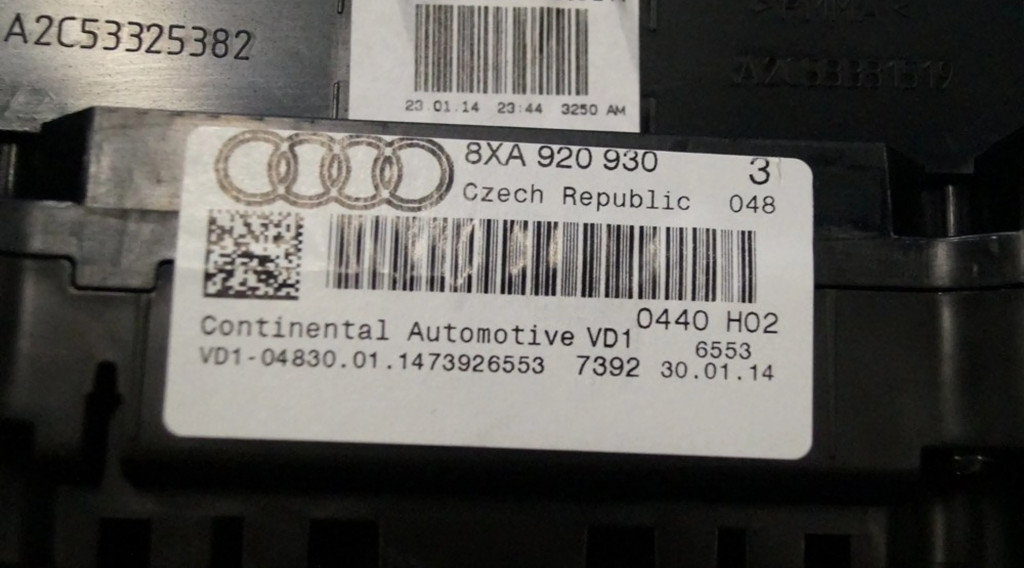 A2C53325382
23.01.14 23:44 3250 AM
8XA 920 930 3
Czech Republic 048
0440 H02
Continental Automotive VD1
6553
VD1-04830.01.1473926553 7392 30.01.14